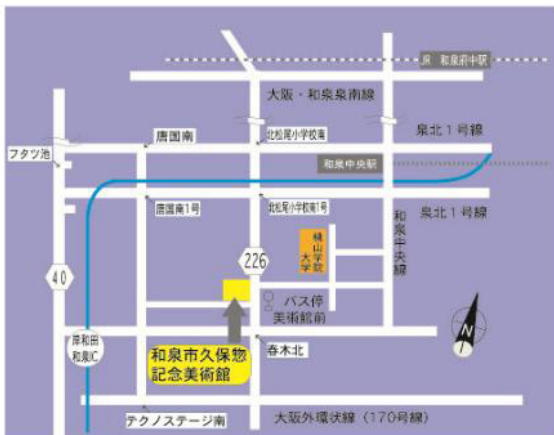 JR 和泉府中駅
大阪・和泉泉南線
唐国南
北松尾小学校南
泉北1号線
フタツ池
和泉中央駅
唐国南1号
北松尾小学校南1号
泉北1号線
和泉中央線
桃山学院
大学
226
40
バス停
美術館前
N
岸和田
和泉IC
春木北
和泉市久保惣
記念美術館
テクノステージ南
大阪外環状線（170号線）